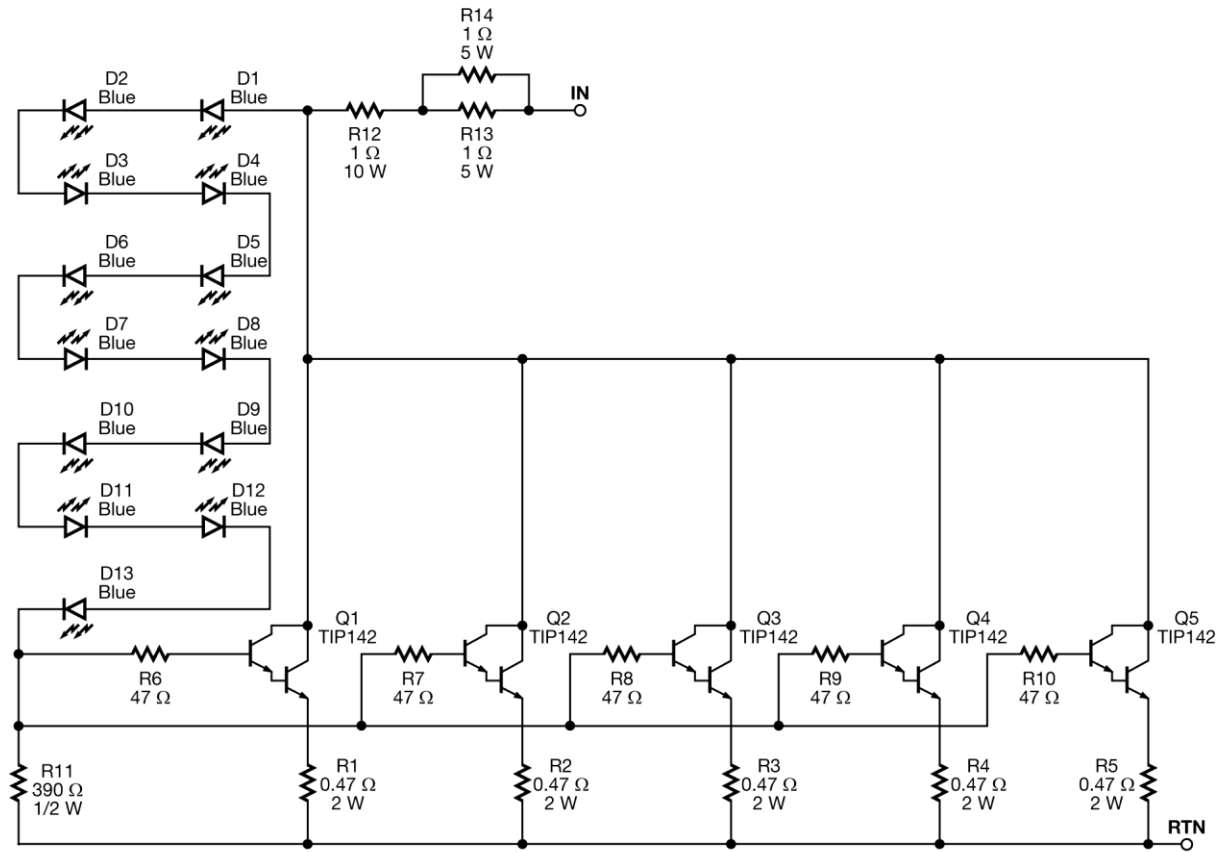 R14
1 Ω
5 W
IN
R12
1 Ω
10 W
R13
1 Ω
5 W
D2
Blue
D1
Blue
D3
Blue
D4
Blue
D6
Blue
D5
Blue
D7
Blue
D8
Blue
D10
Blue
D9
Blue
D11
Blue
D12
Blue
D13
Blue
Q1
TIP142
Q2
TIP142
Q3
TIP142
Q4
TIP142
Q5
TIP142
R6
47 Ω
R7
47 Ω
R8
47 Ω
R9
47 Ω
R10
47 Ω
R11
390 Ω
1/2 W
R1
0.47 Ω
2 W
R2
0.47 Ω
2 W
R3
0.47 Ω
2 W
R4
0.47 Ω
2 W
R5
0.47 Ω
2 W
RTN